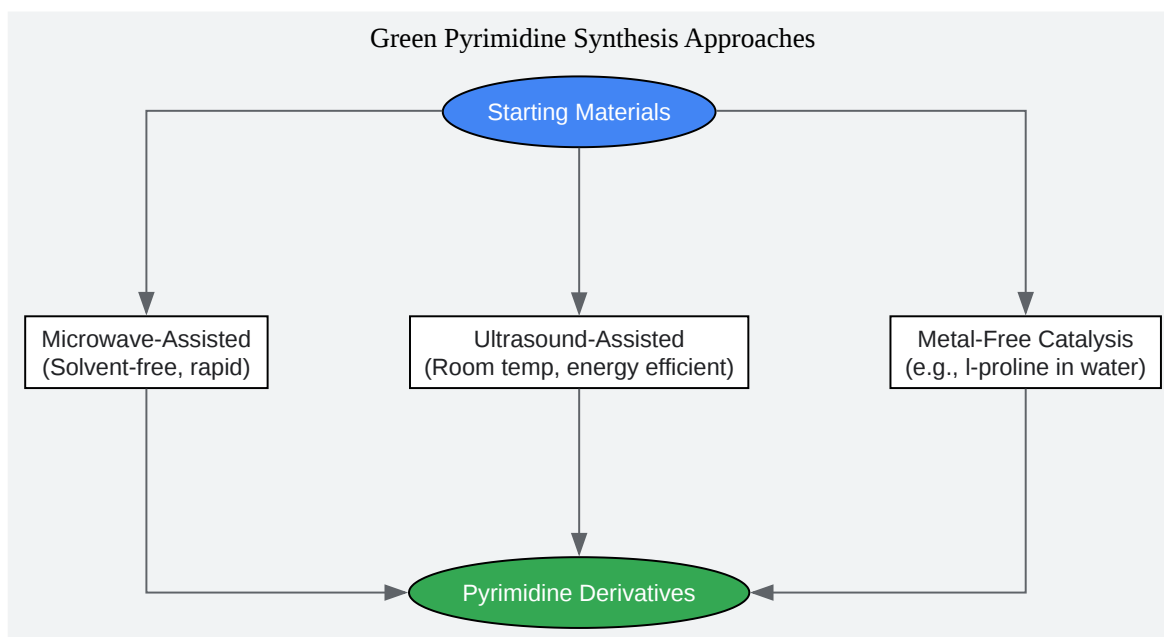 Green Pyrimidine Synthesis Approaches
Starting Materials
Microwave-Assisted
(Solvent-free, rapid)
Ultrasound-Assisted
(Room temp, energy efficient)
Metal-Free Catalysis
(e.g., l-proline in water)
Pyrimidine Derivatives